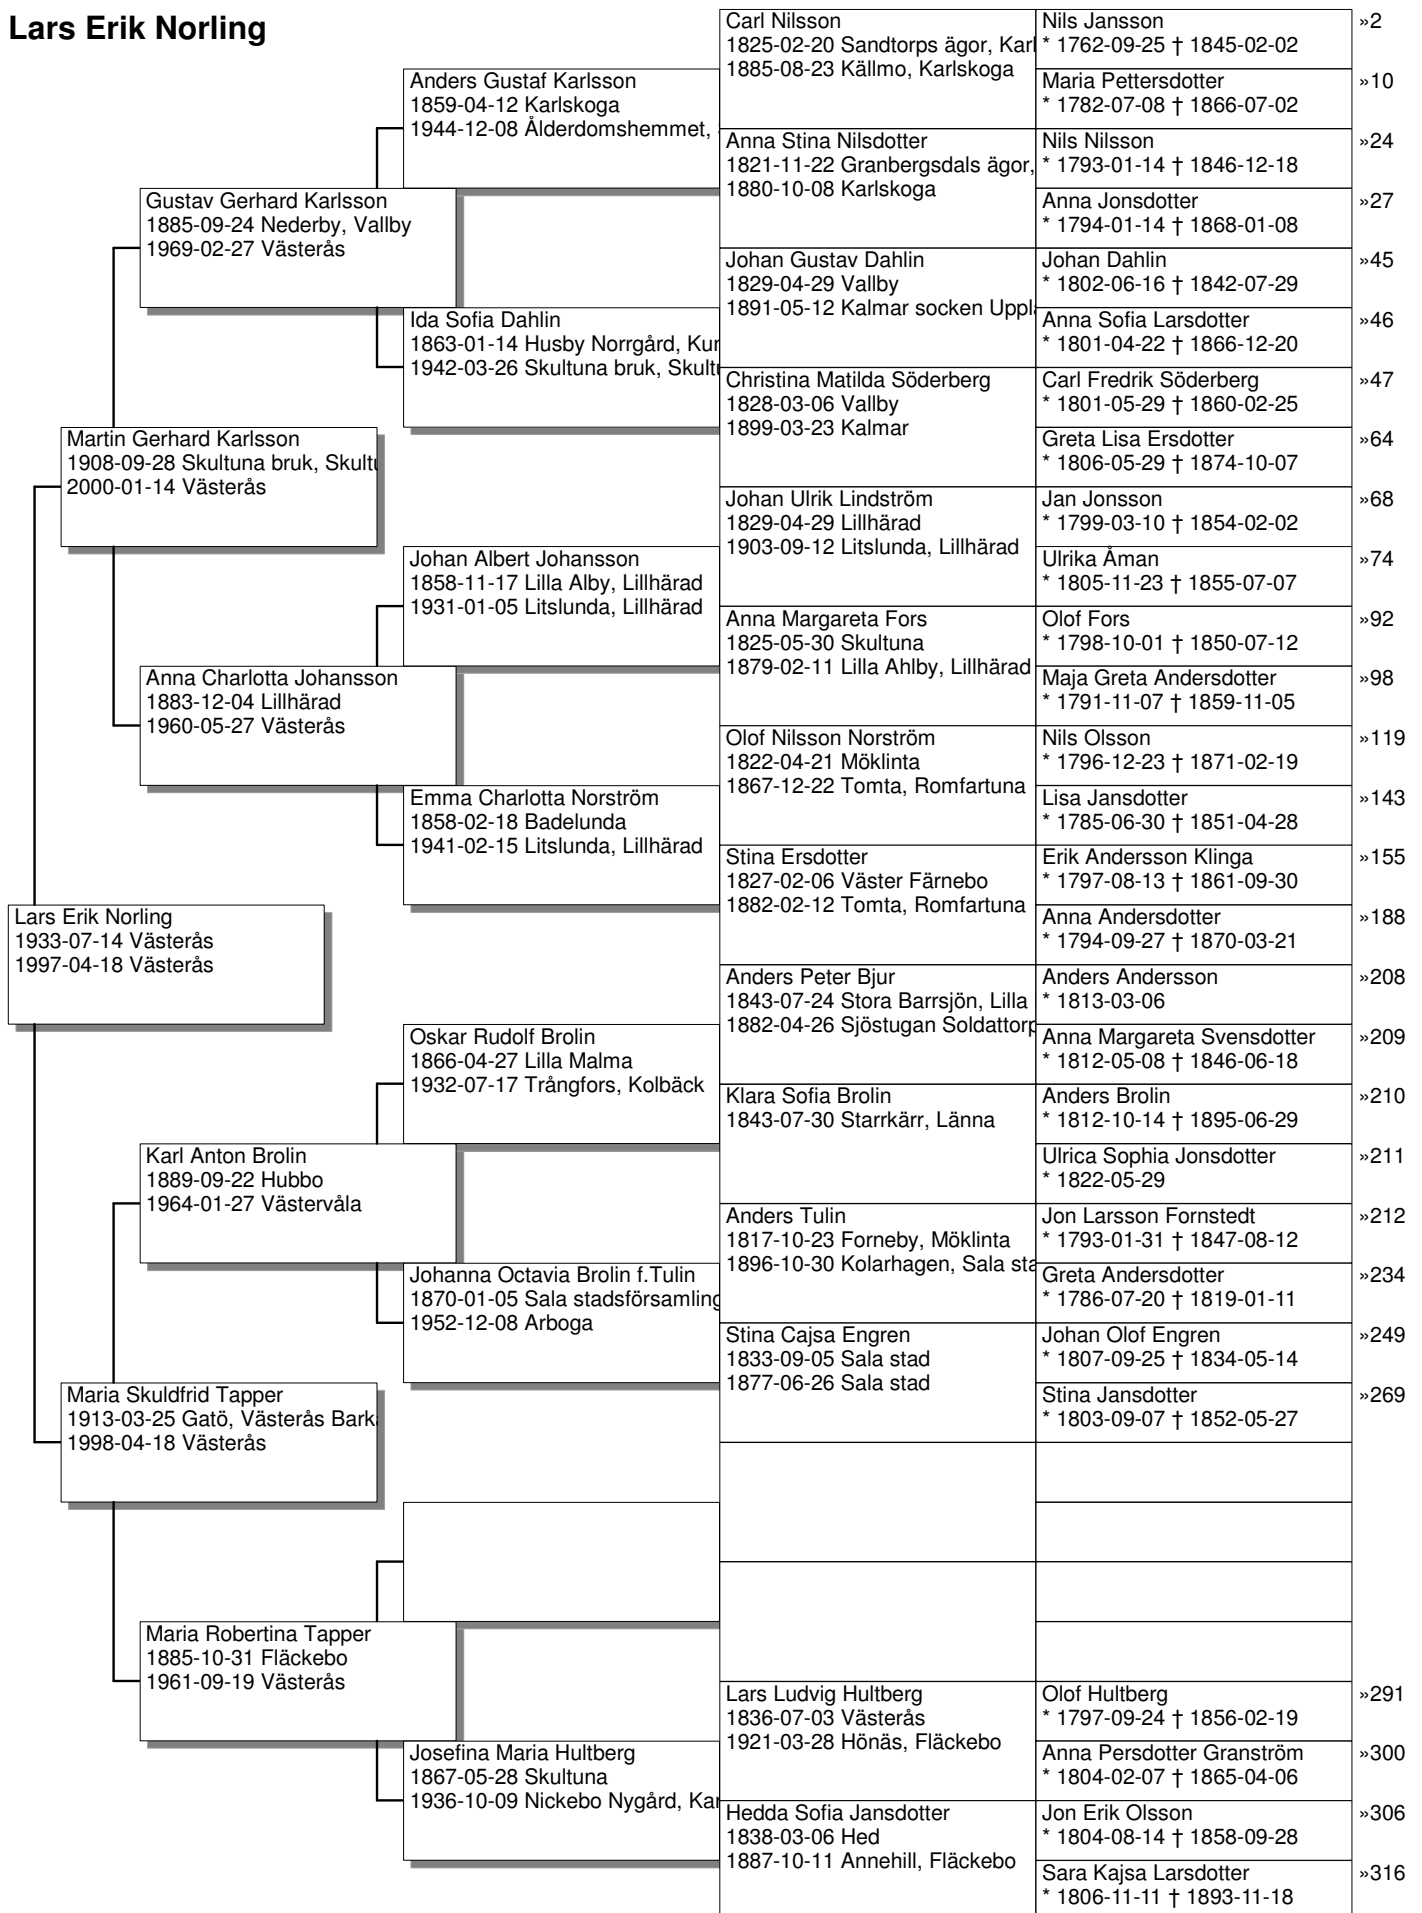 Lars Erik Norling
Lars Erik Norling
1933-07-14 Västerås
1997-04-18 Västerås
Martin Gerhard Karlsson
1908-09-28 Skultuna bruk, Skultu
2000-01-14 Västerås
Maria Skuldfrid Tapper
1913-03-25 Gatö, Västerås Barka
1998-04-18 Västerås
Gustav Gerhard Karlsson
1885-09-24 Nederby, Vallby
1969-02-27 Västerås
Anna Charlotta Johansson
1883-12-04 Lillhärad
1960-05-27 Västerås
Karl Anton Brolin
1889-09-22 Hubbo
1964-01-27 Västervåla
Maria Robertina Tapper
1885-10-31 Fläckebo
1961-09-19 Västerås
Anders Gustaf Karlsson
1859-04-12 Karlskoga
1944-12-08 Ålderdomshemmet,
Ida Sofia Dahlin
1863-01-14 Husby Norrgård, Kur
1942-03-26 Skultuna bruk, Skultu
Johan Albert Johansson
1858-11-17 Lilla Alby, Lillhärad
1931-01-05 Litslunda, Lillhärad
Emma Charlotta Norström
1858-02-18 Badelunda
1941-02-15 Litslunda, Lillhärad
Oskar Rudolf Brolin
1866-04-27 Lilla Malma
1932-07-17 Trångfors, Kolbäck
Johanna Octavia Brolin f.Tulin
1870-01-05 Sala stadsförsamling
1952-12-08 Arboga
Josefina Maria Hultberg
1867-05-28 Skultuna
1936-10-09 Nickebo Nygård, Kar
Carl Nilsson
1825-02-20 Sandtorps ägor, Karl
1885-08-23 Källmo, Karlskoga
Anna Stina Nilsdotter
1821-11-22 Granbergsdals ägor,
1880-10-08 Karlskoga
Johan Gustav Dahlin
1829-04-29 Vallby
1891-05-12 Kalmar socken Uppla
Christina Matilda Söderberg
1828-03-06 Vallby
1899-03-23 Kalmar
Johan Ulrik Lindström
1829-04-29 Lillhärad
1903-09-12 Litslunda, Lillhärad
Anna Margareta Fors
1825-05-30 Skultuna
1879-02-11 Lilla Ahlby, Lillhärad
Olof Nilsson Norström
1822-04-21 Möklinta
1867-12-22 Tomta, Romfartuna
Stina Ersdotter
1827-02-06 Väster Färnebo
1882-02-12 Tomta, Romfartuna
Anders Peter Bjur
1843-07-24 Stora Barrsjön, Lilla
1882-04-26 Sjöstugan Soldattorp
Klara Sofia Brolin
1843-07-30 Starrkärr, Länna
Anders Tulin
1817-10-23 Forneby, Möklinta
1896-10-30 Kolarhagen, Sala sta
Stina Cajsa Engren
1833-09-05 Sala stad
1877-06-26 Sala stad
Lars Ludvig Hultberg
1836-07-03 Västerås
1921-03-28 Hönäs, Fläckebo
Hedda Sofia Jansdotter
1838-03-06 Hed
1887-10-11 Annehill, Fläckebo
Nils Jansson »2
* 1762-09-25 † 1845-02-02
Maria Pettersdotter »10
* 1782-07-08 † 1866-07-02
Nils Nilsson »24
* 1793-01-14 † 1846-12-18
Anna Jonsdotter »27
* 1794-01-14 † 1868-01-08
Johan Dahlin »45
* 1802-06-16 † 1842-07-29
Anna Sofia Larsdotter »46
* 1801-04-22 † 1866-12-20
Carl Fredrik Söderberg »47
* 1801-05-29 † 1860-02-25
Greta Lisa Ersdotter »64
* 1806-05-29 † 1874-10-07
Jan Jonsson »68
* 1799-03-10 † 1854-02-02
Ulrika Åman »74
* 1805-11-23 † 1855-07-07
Olof Fors »92
* 1798-10-01 † 1850-07-12
Maja Greta Andersdotter »98
* 1791-11-07 † 1859-11-05
Nils Olsson »119
* 1796-12-23 † 1871-02-19
Lisa Jansdotter »143
* 1785-06-30 † 1851-04-28
Erik Andersson Klinga »155
* 1797-08-13 † 1861-09-30
Anna Andersdotter »188
* 1794-09-27 † 1870-03-21
Anders Andersson »208
* 1813-03-06
Anna Margareta Svensdotter »209
* 1812-05-08 † 1846-06-18
Anders Brolin »210
* 1812-10-14 † 1895-06-29
Ulrica Sophia Jonsdotter »211
* 1822-05-29
Jon Larsson Fornstedt »212
* 1793-01-31 † 1847-08-12
Greta Andersdotter »234
* 1786-07-20 † 1819-01-11
Johan Olof Engren »249
* 1807-09-25 † 1834-05-14
Stina Jansdotter »269
* 1803-09-07 † 1852-05-27
Olof Hultberg »291
* 1797-09-24 † 1856-02-19
Anna Persdotter Granström »300
* 1804-02-07 † 1865-04-06
Jon Erik Olsson »306
* 1804-08-14 † 1858-09-28
Sara Kajsa Larsdotter »316
* 1806-11-11 † 1893-11-18